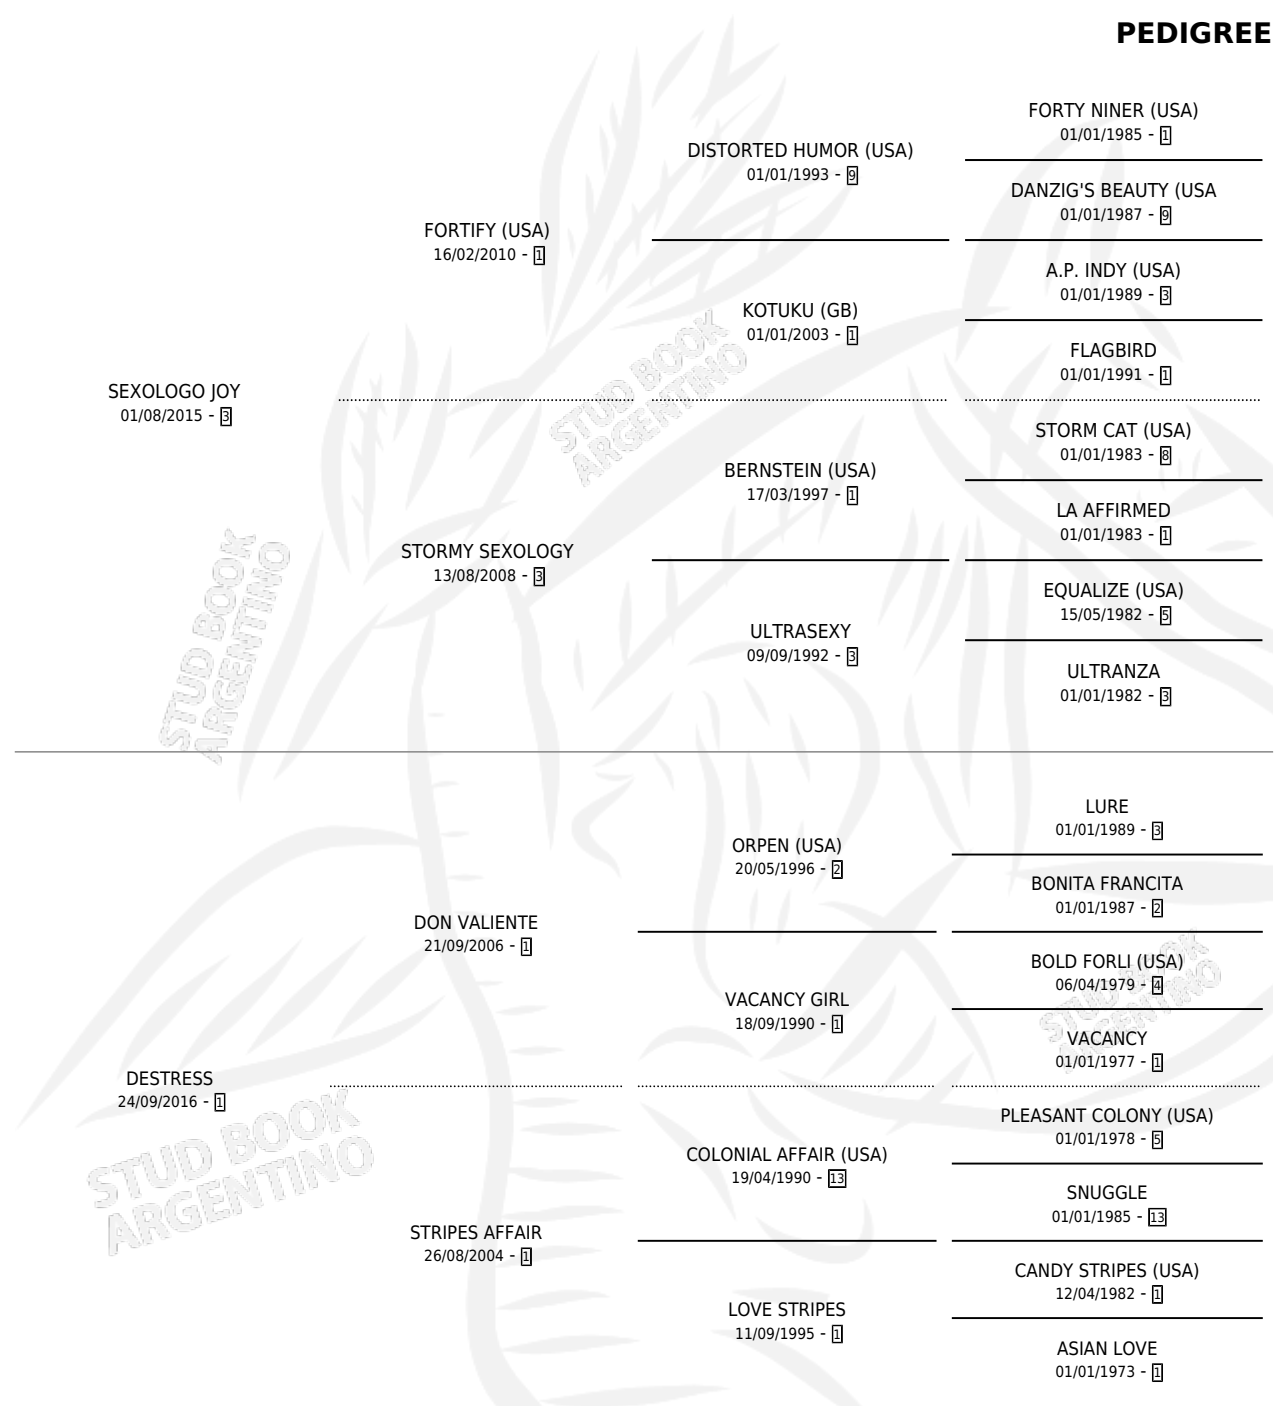 PEDIGREE
FORTY NINER (USA)
01/01/1985 - 1
DISTORTED HUMOR (USA)
01/01/1993 - 9
DANZIG'S BEAUTY (USA
01/01/1987 - 9
FORTIFY (USA)
16/02/2010 - 1
A.P. INDY (USA)
01/01/1989 - 3
KOTUKU (GB)
01/01/2003 - 1
FLAGBIRD
01/01/1991 - 1
SEXOLOGO JOY
01/08/2015 - 3
STORM CAT (USA)
01/01/1983 - 8
BERNSTEIN (USA)
17/03/1997 - 1
LA AFFIRMED
01/01/1983 - 1
STORMY SEXOLOGY
13/08/2008 - 3
EQUALIZE (USA)
15/05/1982 - 5
ULTRASEXY
09/09/1992 - 3
ULTRANZA
01/01/1982 - 3
LURE
01/01/1989 - 3
ORPEN (USA)
20/05/1996 - 2
BONITA FRANCITA
01/01/1987 - 2
DON VALIENTE
21/09/2006 - 1
BOLD FORLI (USA)
06/04/1979 - 4
VACANCY GIRL
18/09/1990 - 1
VACANCY
01/01/1977 - 1
DESTRESS
24/09/2016 - 1
PLEASANT COLONY (USA)
01/01/1978 - 5
COLONIAL AFFAIR (USA)
19/04/1990 - 13
SNUGGLE
01/01/1985 - 13
STRIPES AFFAIR
26/08/2004 - 1
CANDY STRIPES (USA)
12/04/1982 - 1
LOVE STRIPES
11/09/1995 - 1
ASIAN LOVE
01/01/1973 - 1
STUD BOOK
ARGENTINO
STUD BOOK
ARGENTINO
STUD BOOK
ARGENTINO
STUD BOOK
ARGENTINO